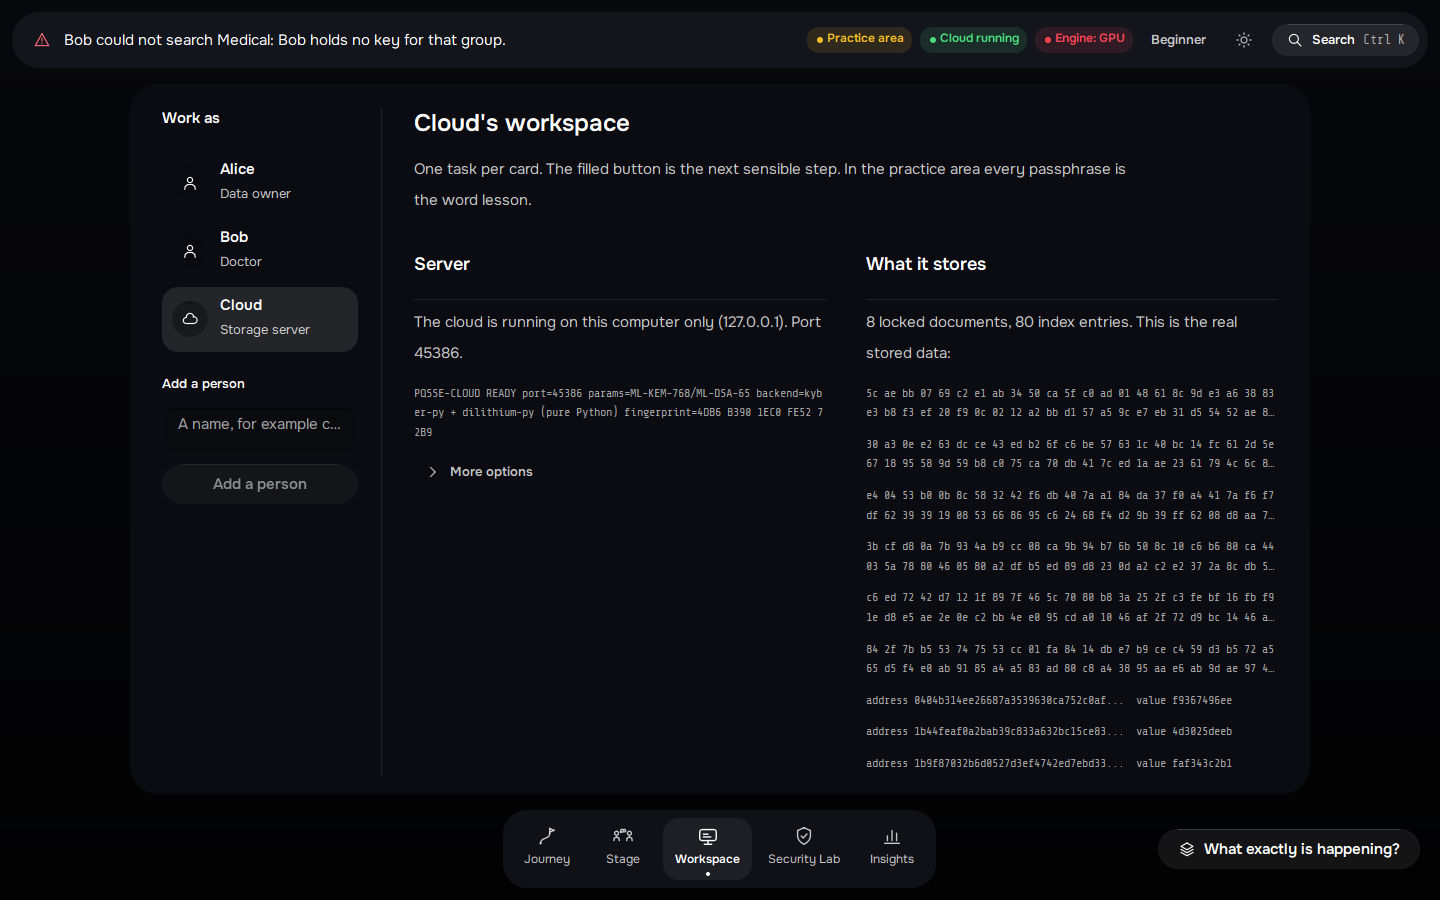 Bob could not search Medical: Bob holds no key for that group.
Practice area
Cloud running
Engine: GPU
Beginner
Search Ctrl K
Work as
Alice
Data owner
Bob
Doctor
Cloud
Storage server
Add a person
A name, for example c...
Add a person
Cloud's workspace
One task per card. The filled button is the next sensible step. In the practice area every passphrase is
the word lesson.
Server
The cloud is running on this computer only (127.0.0.1). Port
45386.
PQSSE-CLOUD READY port=45386 params=ML-KEM-768/ML-DSA-65 backend=kyb
er-py + dilithium-py (pure Python) fingerprint=4DB6 B390 1EC0 FE52 7
2B9
More options
What it stores
8 locked documents, 80 index entries. This is the real
stored data:
5c ae bb 07 69 c2 e1 ab 34 50 ca 5f c0 ad 01 48 61 8c 9d e3 a6 38 83
e3 b8 f3 ef 20 f9 0c 02 12 a2 bb d1 57 a5 9c e7 eb 31 d5 54 52 ae 8…
30 a3 0e e2 63 dc ce 43 ed b2 6f c6 be 57 63 1c 40 bc 14 fc 61 2d 5e
67 18 95 58 9d 59 b8 c0 75 ca 70 db 41 7c ed 1a ae 23 61 79 4c 6c 8…
e4 04 53 b0 0b 8c 58 32 42 f6 db 40 7a a1 84 da 37 f0 a4 41 7a f6 f7
df 62 39 39 19 08 53 66 86 95 c6 24 68 f4 d2 9b 39 ff 62 08 d8 aa 7…
3b cf d8 0a 7b 93 4a b9 cc 08 ca 9b 94 b7 6b 50 8c 10 c6 b6 80 ca 44
03 5a 78 80 46 05 80 a2 df b5 ed 89 d8 23 0d a2 c2 e2 37 2a 8c db 5…
c6 ed 72 42 d7 12 1f 89 7f 46 5c 70 80 b8 3a 25 2f c3 fe bf 16 fb f9
1e d8 e5 ae 2e 0e c2 bb 4e e0 95 cd a0 10 46 af 2f 72 d9 bc 14 46 a…
84 2f 7b b5 53 74 75 53 cc 01 fa 84 14 db e7 b9 ce c4 59 d3 b5 72 a5
65 d5 f4 e0 ab 91 85 a4 a5 83 ad 80 c8 a4 38 95 aa e6 ab 9d ae 97 4…
address 0404b314ee26687a3539630ca752c0af... value f9367496ee
address 1b44feaf0a2bab39c833a632bc15ce83... value 4d3025deeb
address 1b9f87032b6d0527d3ef4742ed7ebd33... value faf343c2b1
Journey
Stage
Workspace
Security Lab
Insights
What exactly is happening?